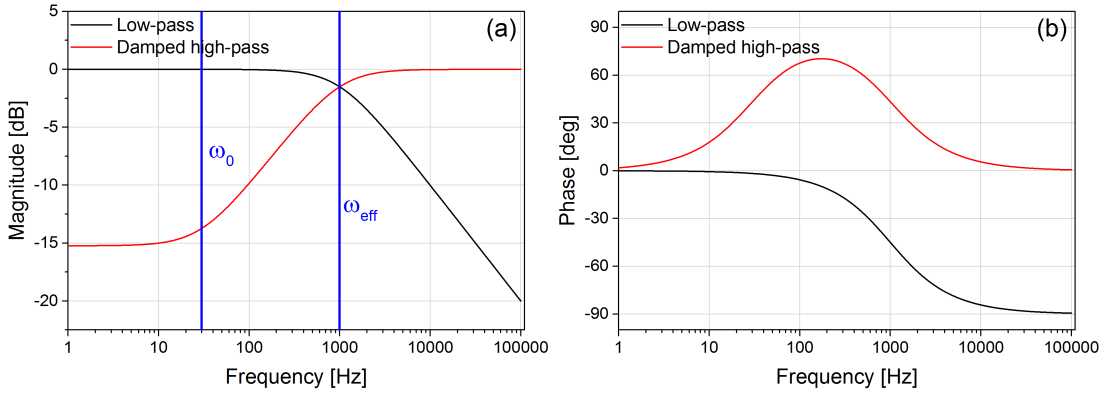 (a)
Low-pass
Damped high-pass
5
0
-5
-10
-15
-20
Magnitude [dB]
ω0
ωeff
1
10
100
1000
10000
100000
Frequency [Hz]
(b)
Low-pass
Damped high-pass
90
60
30
0
-30
-60
-90
Phase [deg]
1
10
100
1000
10000
100000
Frequency [Hz]